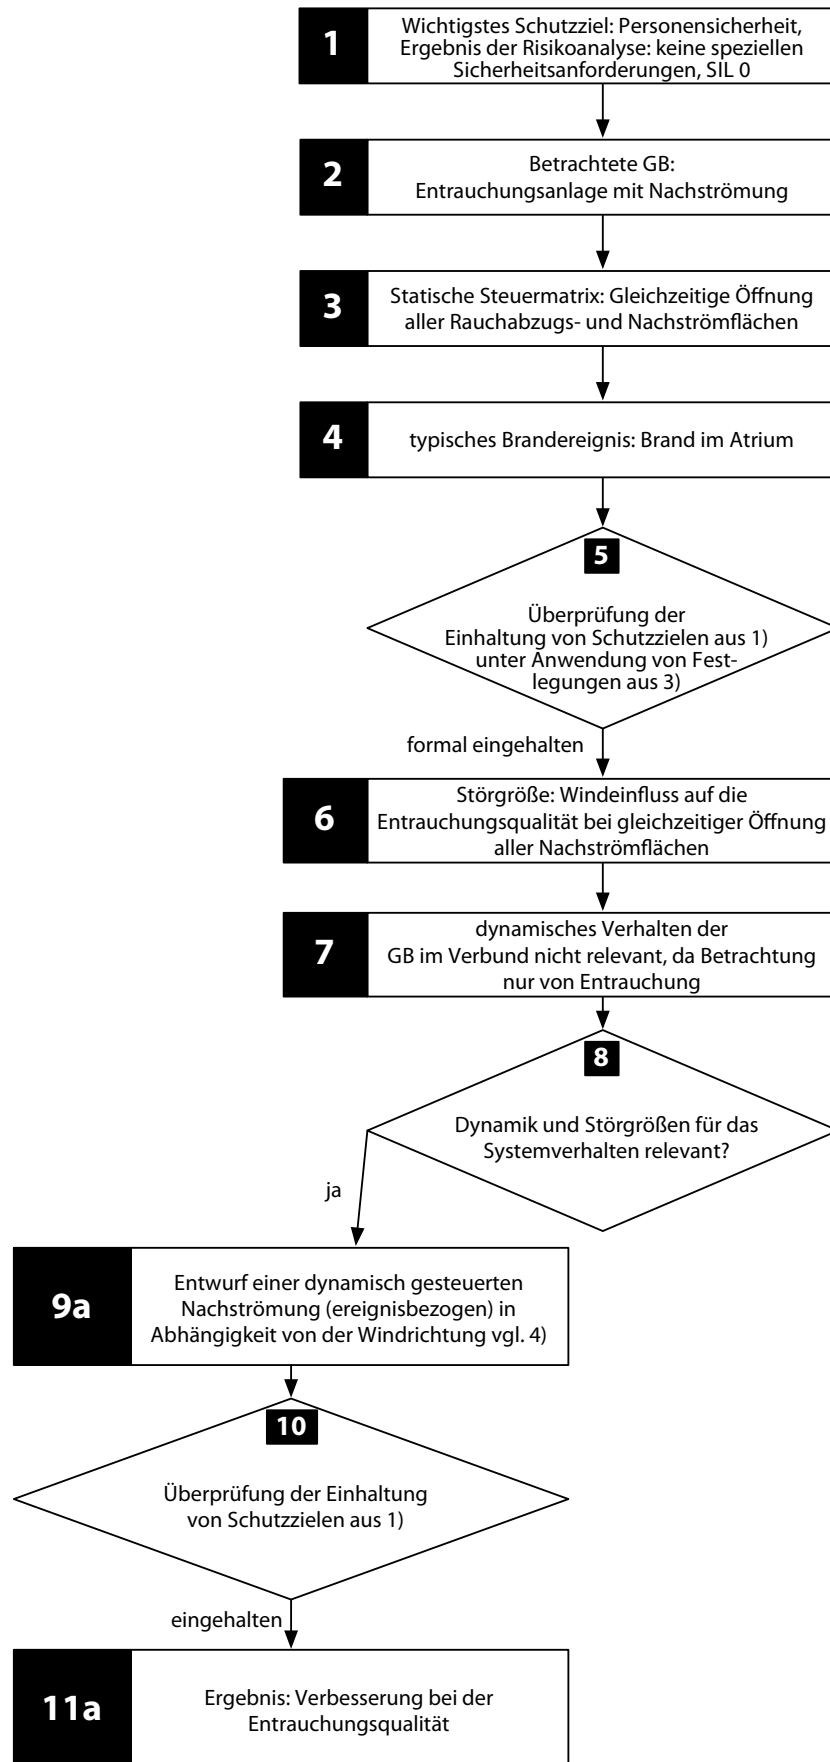 1
Wichtigstes Schutzziel: Personensicherheit,
Ergebnis der Risikoanalyse: keine speziellen
Sicherheitsanforderungen, SIL 0
2
Betrachtete GB:
Entrauchungsanlage mit Nachströmung
3
Statische Steuermatrix: Gleichzeitige Öffnung
aller Rauchabzugs- und Nachströmflächen
4
typisches Brandereignis: Brand im Atrium
5
Überprüfung der
Einhaltung von Schutzzielen aus 1)
unter Anwendung von Fest-
legungen aus 3)
formal eingehalten
6
Störgröße: Windeinfluss auf die
Entrauchungsqualität bei gleichzeitiger Öffnung
aller Nachströmflächen
7
dynamisches Verhalten der
GB im Verbund nicht relevant, da Betrachtung
nur von Entrauchung
8
Dynamik und Störgrößen für das
Systemverhalten relevant?
ja
9a
Entwurf einer dynamisch gesteuerten
Nachströmung (ereignisbezogen) in
Abhängigkeit von der Windrichtung vgl. 4)
10
Überprüfung der Einhaltung
von Schutzzielen aus 1)
eingehalten
11a
Ergebnis: Verbesserung bei der
Entrauchungsqualität